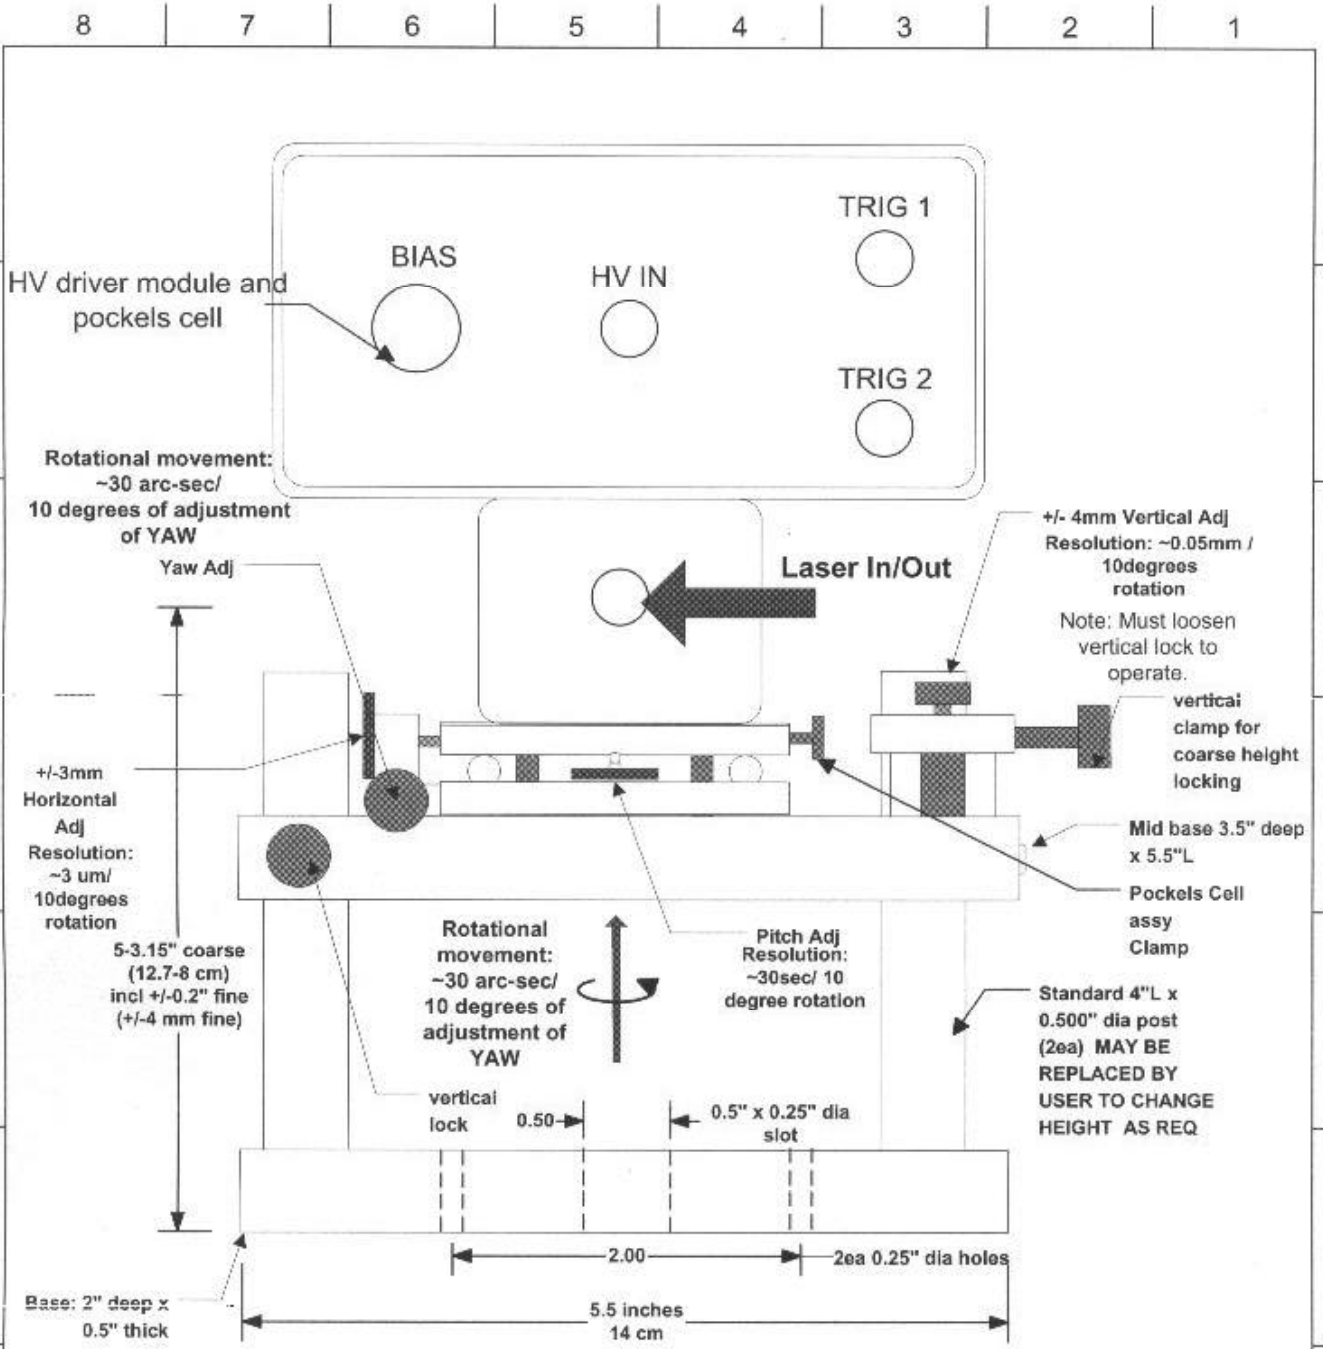 8 7 6 5 4 3 2 1
TRIG 1
BIAS
HV IN
HV driver module and
pockels cell
TRIG 2
Rotational movement:
~30 arc-sec/
10 degrees of adjustment
of YAW
Yaw Adj
Laser In/Out
+/- 4mm Vertical Adj
Resolution: ~0.05mm /
10degrees
rotation
Note: Must loosen
vertical lock to
operate.
vertical
clamp for
coarse height
locking
+/-3mm
Horizontal
Adj
Resolution:
~3 um/
10degrees
rotation
Mid base 3.5" deep
x 5.5"L
Pockels Cell
assy
Clamp
5-3.15" coarse
(12.7-8 cm)
incl +/-0.2" fine
(+/-4 mm fine)
Rotational
movement:
~30 arc-sec/
10 degrees of
adjustment of
YAW
Pitch Adj
Resolution:
~30sec/ 10
degree rotation
Standard 4"L x
0.500" dia post
(2ea) MAY BE
REPLACED BY
USER TO CHANGE
HEIGHT AS REQ
vertical
lock
0.50
0.5" x 0.25" dia
slot
2.00
2ea 0.25" dia holes
Base: 2" deep x
0.5" thick
5.5 inches
14 cm